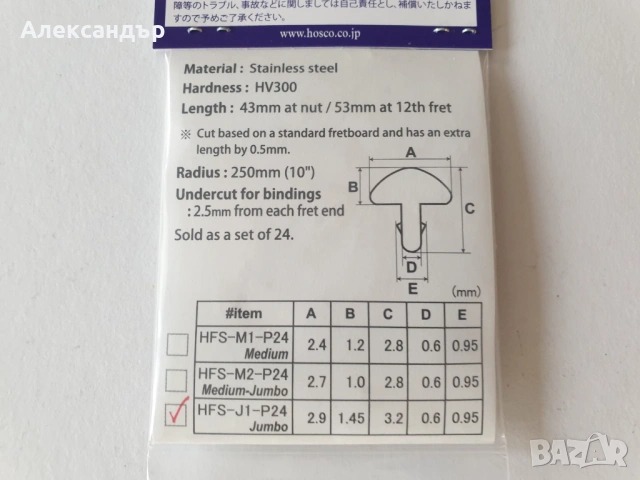 Александър
障等のトラブル、事故などに関しましては自己責任とし、補償いたしかねま
すので予めご了承下さい。
www.hosco.co.jp
Material : Stainless steel
Hardness : HV300
Length : 43mm at nut / 53mm at 12th fret
※ Cut based on a standard fretboard and has an extra
length by 0.5mm.
Radius : 250mm (10")
Undercut for bindings
: 2.5mm from each fret end
Sold as a set of 24.
A
B
C
D
E
(mm)
#item A B C D E
HFS-M1-P24
Medium
2.4 1.2 2.8 0.6 0.95
HFS-M2-P24
Medium-Jumbo
2.7 1.0 2.8 0.6 0.95
HFS-J1-P24
Jumbo
2.9 1.45 3.2 0.6 0.95
BAZAR
bg